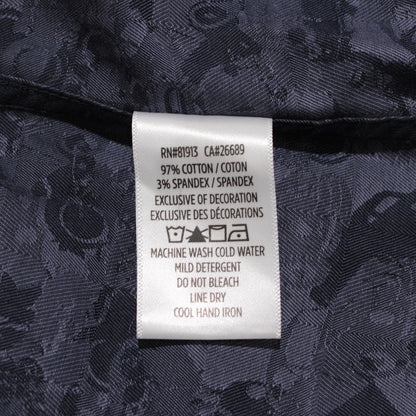 RN#81913 CA#26689
97% COTTON / COTON
3% SPANDEX / SPANDEX
EXCLUSIVE OF DECORATION
EXCLUSIVE DES DÉCORATIONS
MACHINE WASH COLD WATER
MILD DETERGENT
DO NOT BLEACH
LINE DRY
COOL HAND IRON